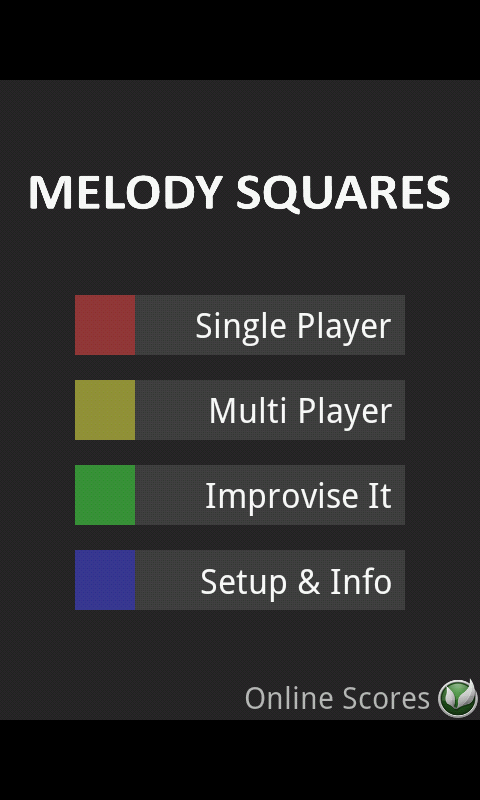 MELODY SQUARES
Single Player
Multi Player
Improvise It
Setup & Info
Online Scores